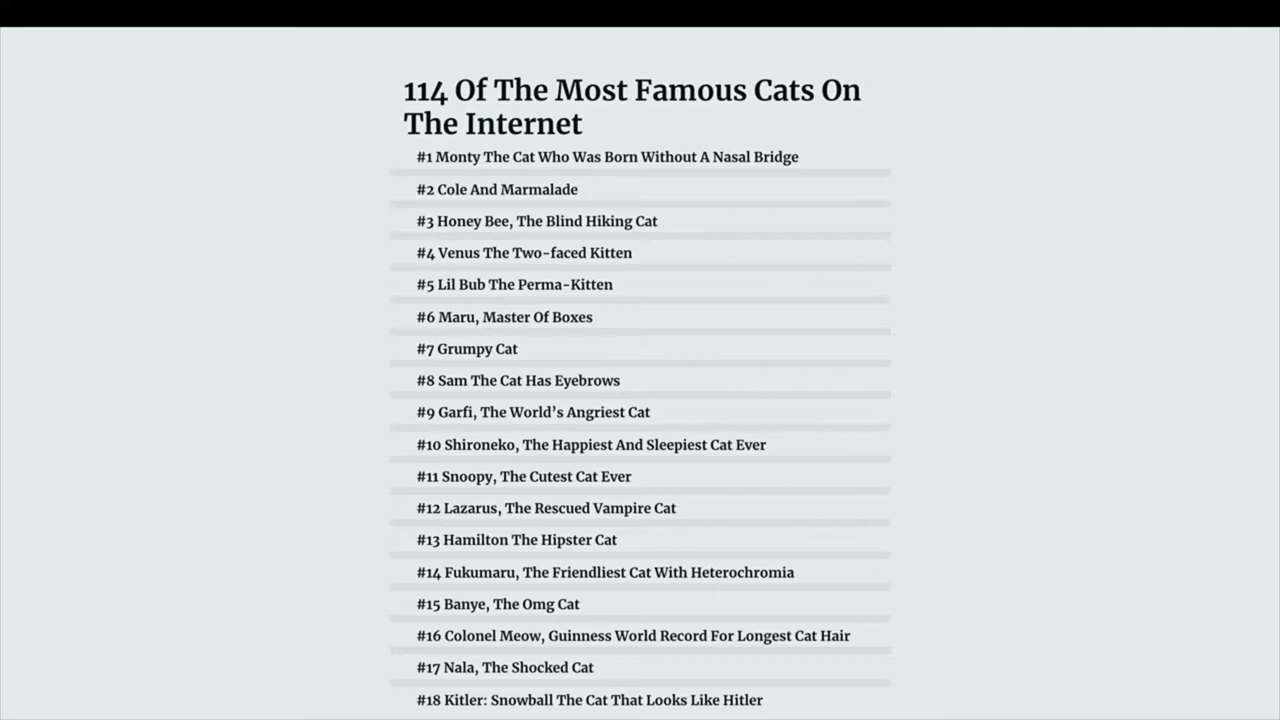 114 Of The Most Famous Cats On
The Internet
#1 Monty The Cat Who Was Born Without A Nasal Bridge
#2 Cole And Marmalade
#3 Honey Bee, The Blind Hiking Cat
#4 Venus The Two-faced Kitten
#5 Lil Bub The Perma-Kitten
#6 Maru, Master Of Boxes
#7 Grumpy Cat
#8 Sam The Cat Has Eyebrows
#9 Garfi, The World’s Angriest Cat
#10 Shironeko, The Happiest And Sleepiest Cat Ever
#11 Snoopy, The Cutest Cat Ever
#12 Lazarus, The Rescued Vampire Cat
#13 Hamilton The Hipster Cat
#14 Fukumaru, The Friendliest Cat With Heterochromia
#15 Banye, The Omg Cat
#16 Colonel Meow, Guinness World Record For Longest Cat Hair
#17 Nala, The Shocked Cat
#18 Kitler: Snowball The Cat That Looks Like Hitler